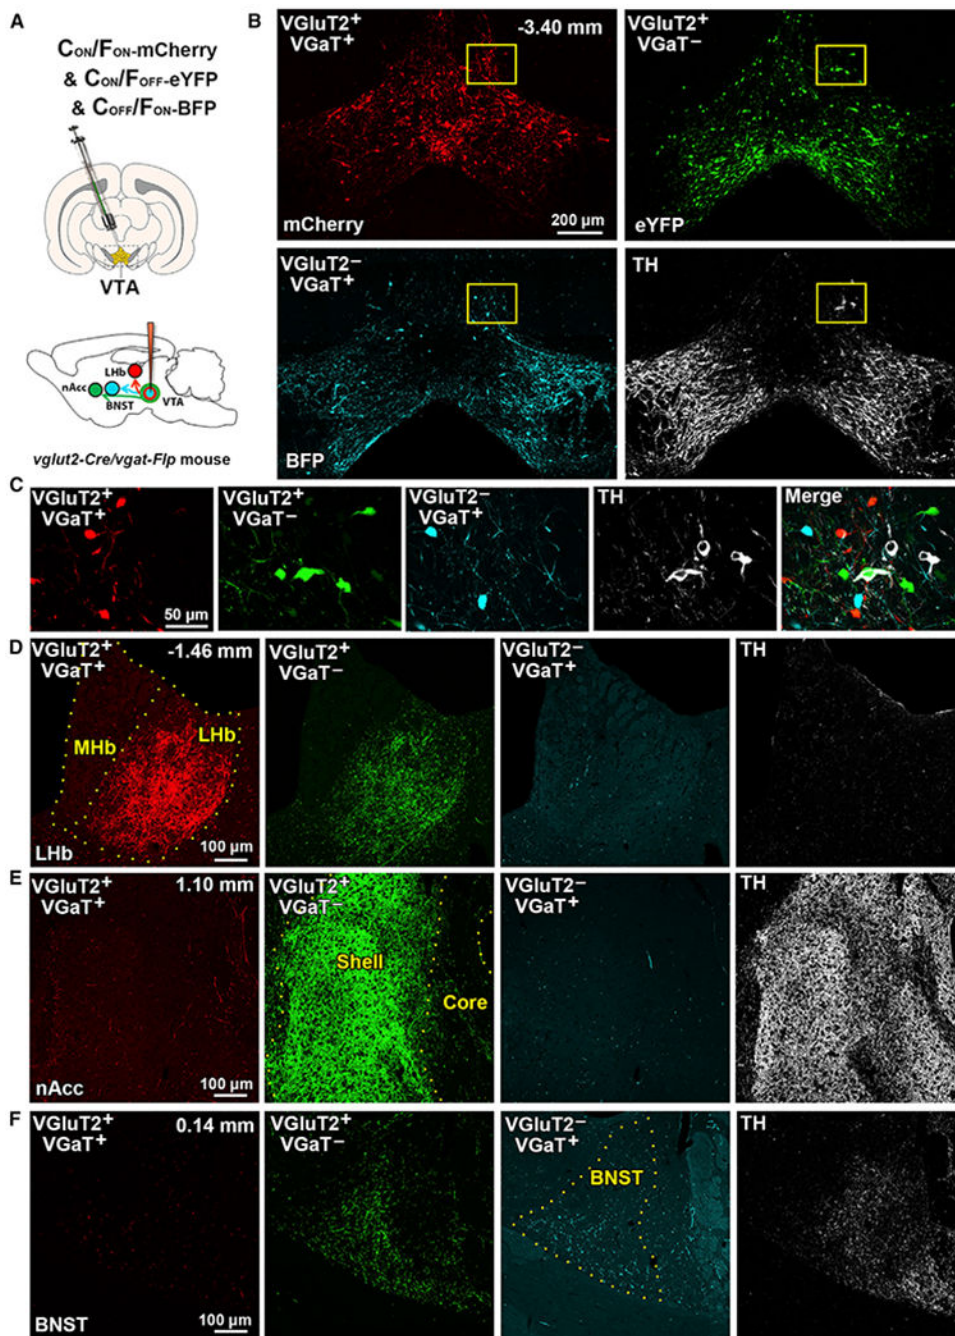 A
CON/FON-mCherry
& CON/FOFF-eYFP
& COFF/FON-BFP
VTA
LHb
nAcc
BNST
VTA
vglut2-Cre/vgat-Flp mouse
B
VGluT2+
VGaT+
-3.40 mm
mCherry
200 µm
VGluT2+
VGaT−
eYFP
VGluT2−
VGaT+
BFP
TH
C
VGluT2+
VGaT+
50 µm
VGluT2+
VGaT−
VGluT2−
VGaT+
TH
Merge
D
VGluT2+
VGaT+
-1.46 mm
MHb
LHb
LHb
100 µm
VGluT2+
VGaT−
VGluT2−
VGaT+
TH
E
VGluT2+
VGaT+
1.10 mm
nAcc
100 µm
VGluT2+
VGaT−
Shell
Core
VGluT2−
VGaT+
TH
F
VGluT2+
VGaT+
0.14 mm
BNST
100 µm
VGluT2+
VGaT−
VGluT2−
VGaT+
BNST
TH